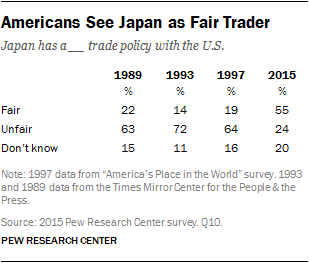 Americans See Japan as Fair Trader
Japan has a __ trade policy with the U.S.
1989 1993 1997 2015
% % % %
Fair 22 14 19 55
Unfair 63 72 64 24
Don't know 15 11 16 20
Note: 1997 data from "America's Place in the World" survey. 1993
and 1989 data from the Times Mirror Center for the People & the
Press.
Source: 2015 Pew Research Center survey. Q10.
PEW RESEARCH CENTER